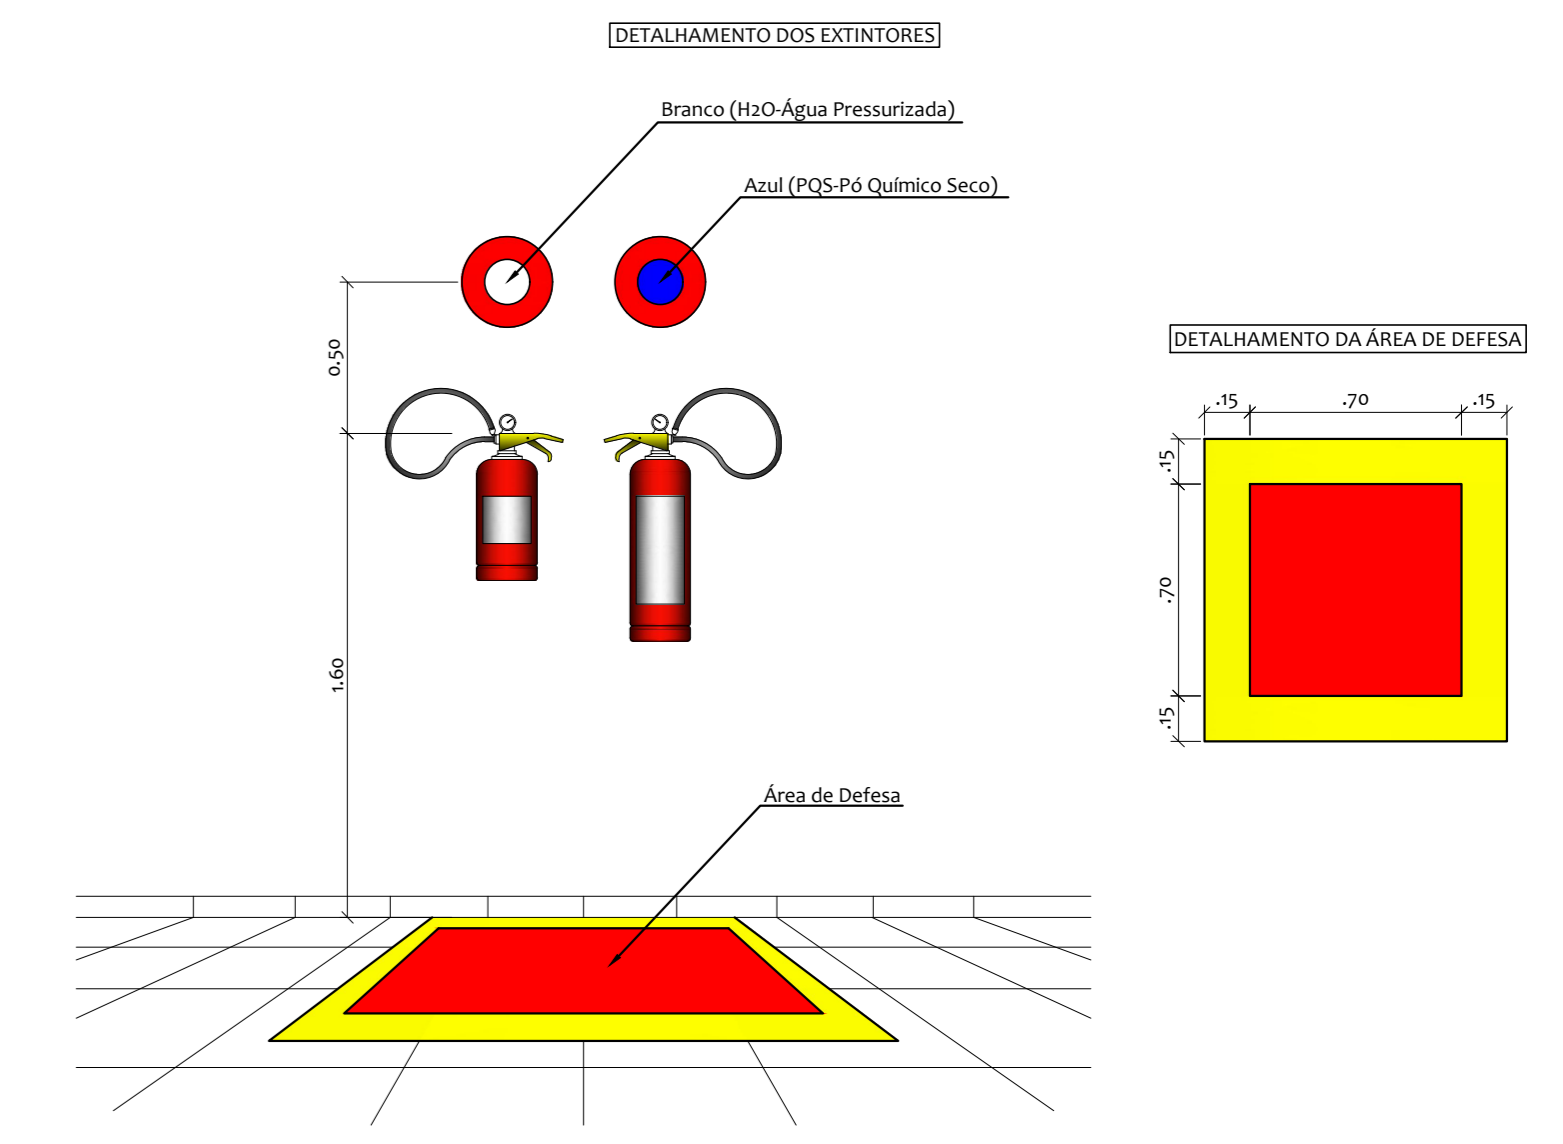 DETALHAMENTO DOS EXTINTORES
Branco (H2O-Água Pressurizada)
Azul (PQS-Pó Químico Seco)
0.50
1.60
Área de Defesa
DETALHAMENTO DA ÁREA DE DEFESA
.15 .70 .15
.15
.70
.15